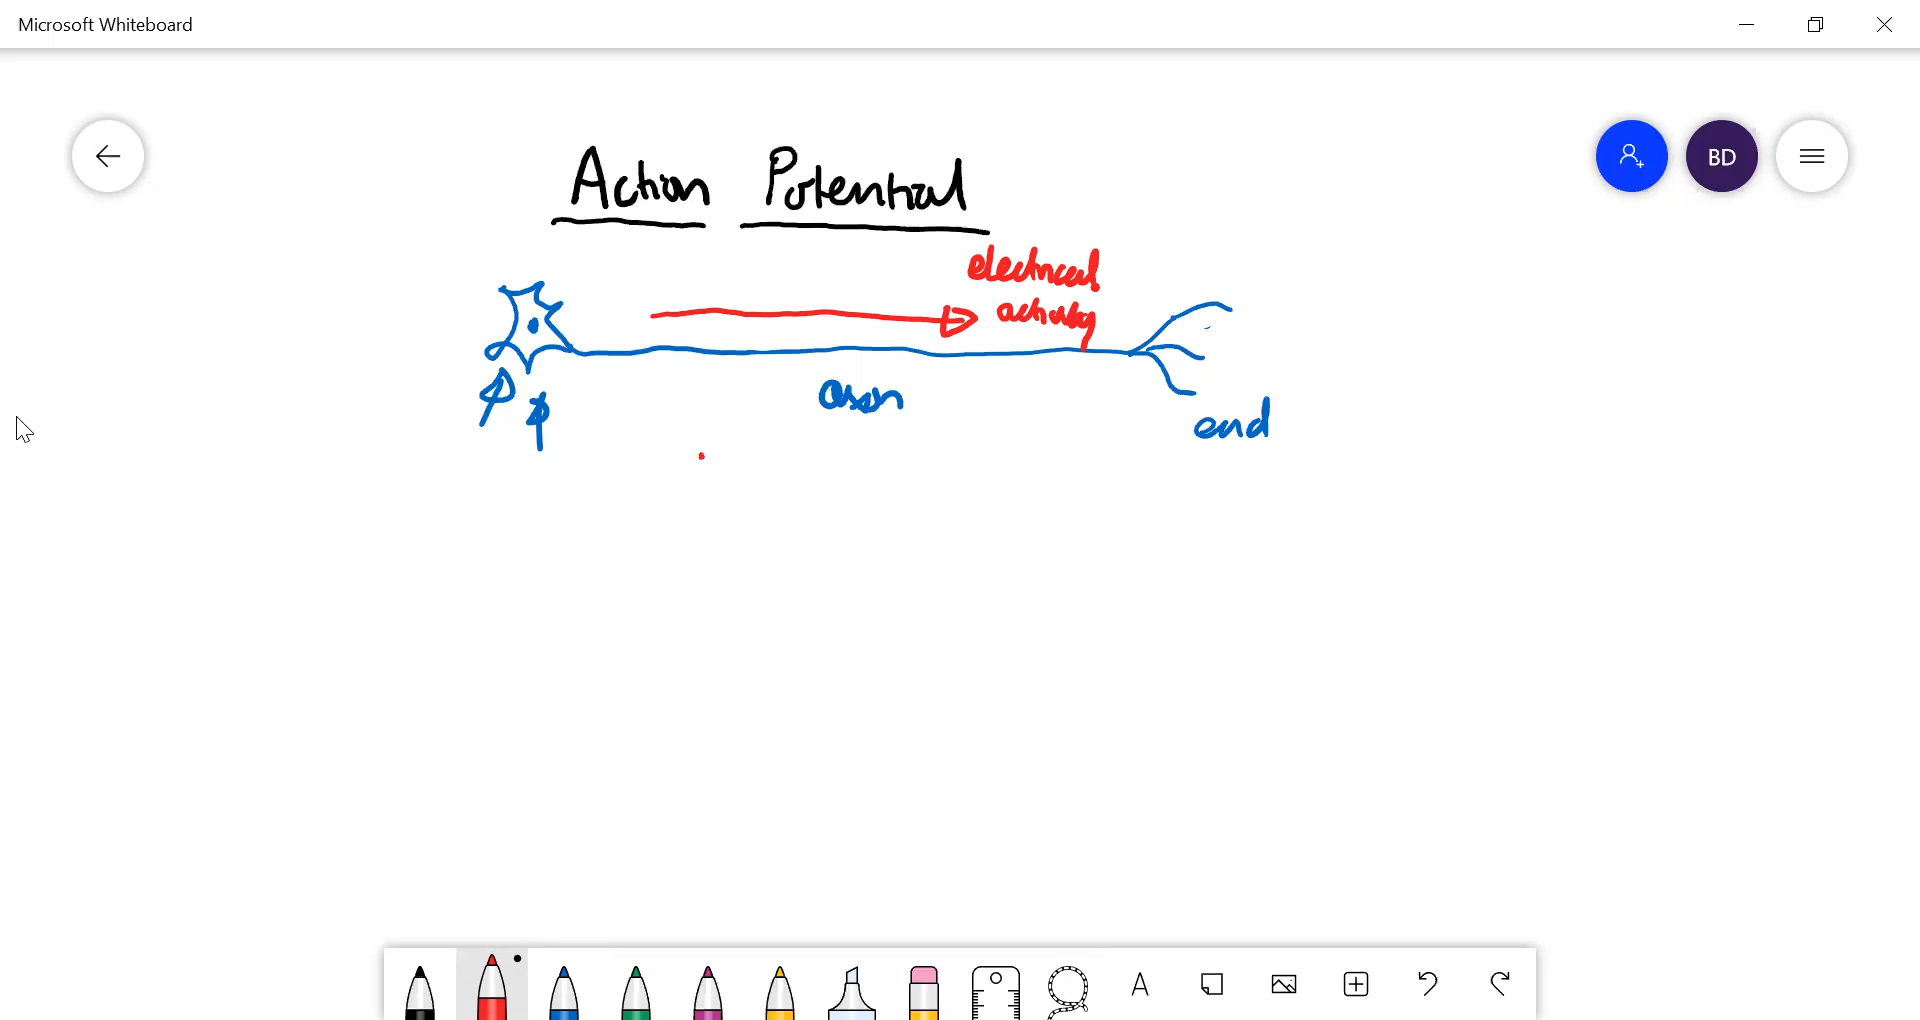 Microsoft Whiteboard
BD
Action Potential
electrical
activity
axon
end